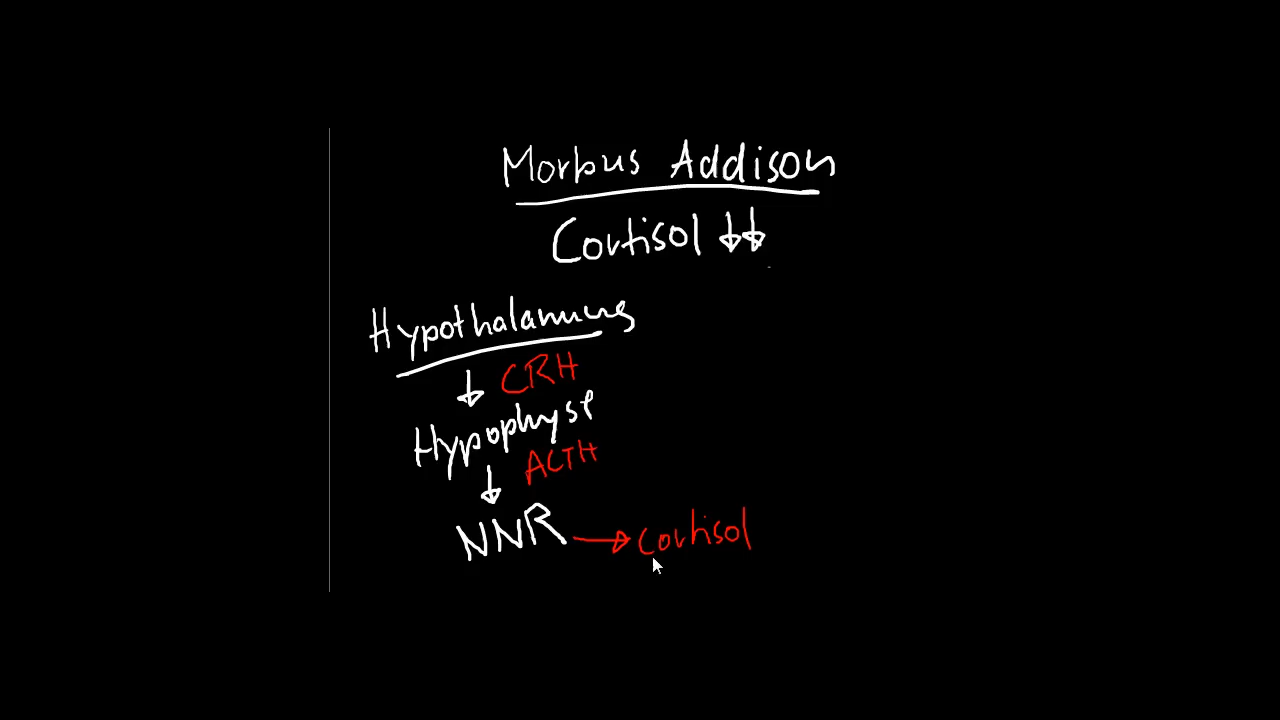 Morbus Addison
Cortisol ↓↓
Hypothalamus
↓ CRH
Hypophyse
↓ ACTH
NNR → Cortisol